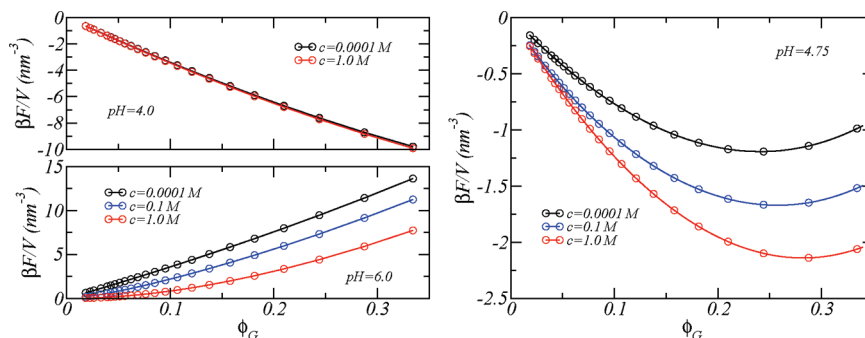 0
-2
-4
-6
-8
-10
βF/V (nm⁻³)
c=0.0001 M
c=1.0 M
pH=4.0
15
10
5
0
βF/V (nm⁻³)
c=0.0001 M
c=0.1 M
c=1.0 M
pH=6.0
0 0.1 0.2 0.3
ϕG
0
-0.5
-1
-1.5
-2
-2.5
βF/V (nm⁻³)
pH=4.75
c=0.0001 M
c=0.1 M
c=1.0 M
0 0.1 0.2 0.3
ϕG